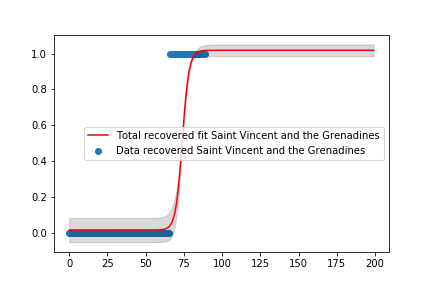 1.0
0.8
0.6
0.4
0.2
0.0
Total recovered fit Saint Vincent and the Grenadines
Data recovered Saint Vincent and the Grenadines
0 25 50 75 100 125 150 175 200